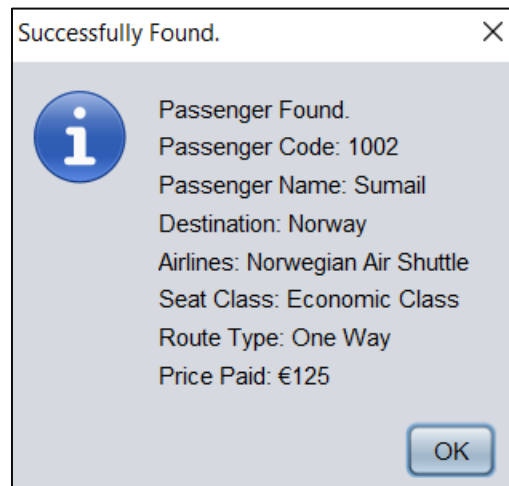 Successfully Found.
Passenger Found.
Passenger Code: 1002
Passenger Name: Sumail
Destination: Norway
Airlines: Norwegian Air Shuttle
Seat Class: Economic Class
Route Type: One Way
Price Paid: €125
OK